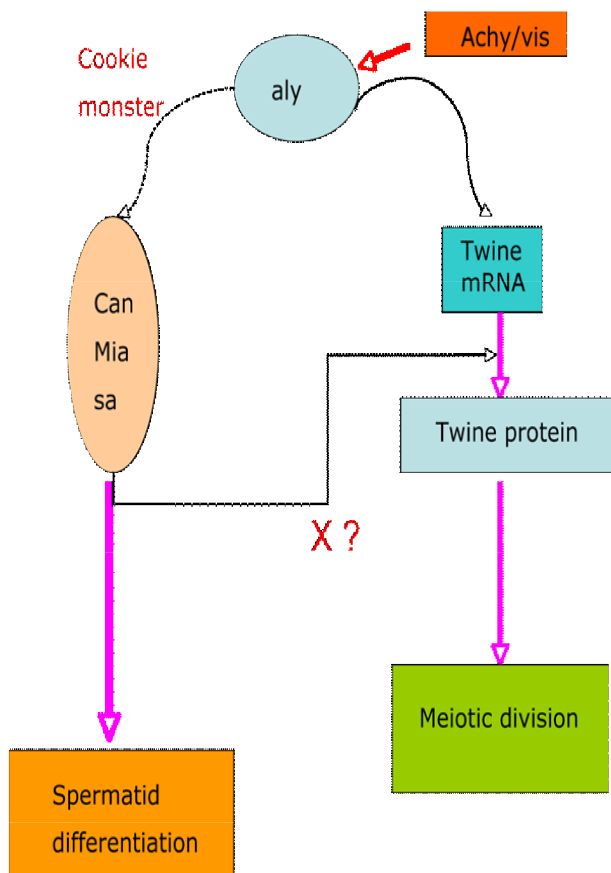 Achy/vis
Cookie
monster
aly
Twine
mRNA
Can
Mia
sa
Twine protein
X ?
Meiotic division
Spermatid
differentiation